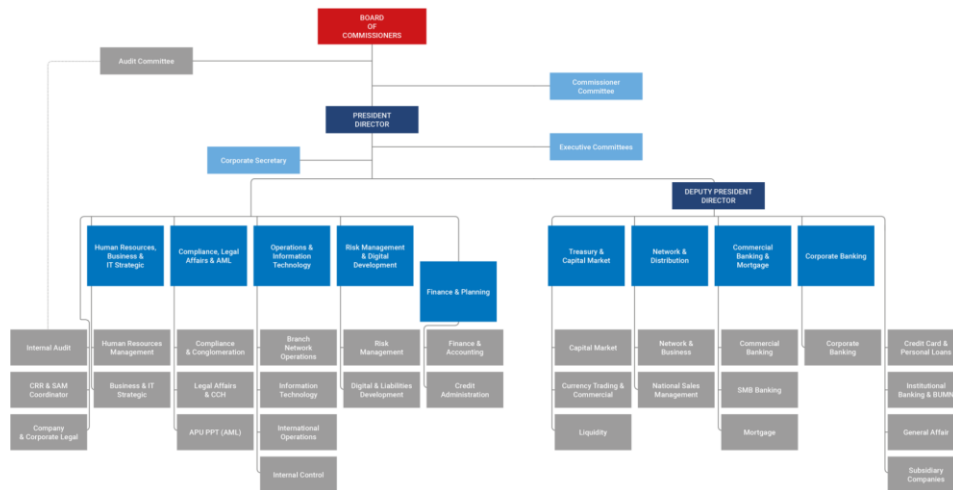 BOARD
OF
COMMISSIONERS
Audit Committee
Commissioner
Committee
PRESIDENT
DIRECTOR
Executive Committees
Corporate Secretary
DEPUTY PRESIDENT
DIRECTOR
Human Resources,
Business &
IT Strategic
Compliance, Legal
Affairs & AML
Operations &
Information
Technology
Risk Management
& Digital
Development
Finance & Planning
Treasury &
Capital Market
Network &
Distribution
Commercial
Banking &
Mortgage
Corporate Banking
Internal Audit
Human Resources
Management
Compliance
& Conglomeration
Branch
Network
Operations
Risk
Management
Finance &
Accounting
Capital Market
Network &
Business
Commercial
Banking
Corporate
Banking
Credit Card &
Personal Loans
CRR & SAM
Coordinator
Business & IT
Strategic
Legal Affairs
& CCH
Information
Technology
Digital & Liabilities
Development
Credit
Administration
Currency Trading &
Commercial
National Sales
Management
SMB Banking
Institutional
Banking & BUMN
Company
& Corporate Legal
APU PPT (AML)
International
Operations
Liquidity
Mortgage
General Affair
Internal Control
Subsidiary
Companies